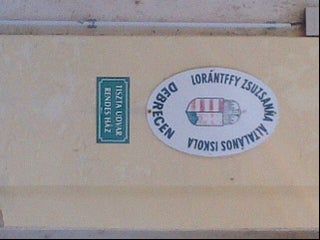 LORÁNTFFY ZSUZSANNA ÁLTALÁNOS ISKOLA
DEBRECEN
TISZTA UDVAR
RENDES HÁZ